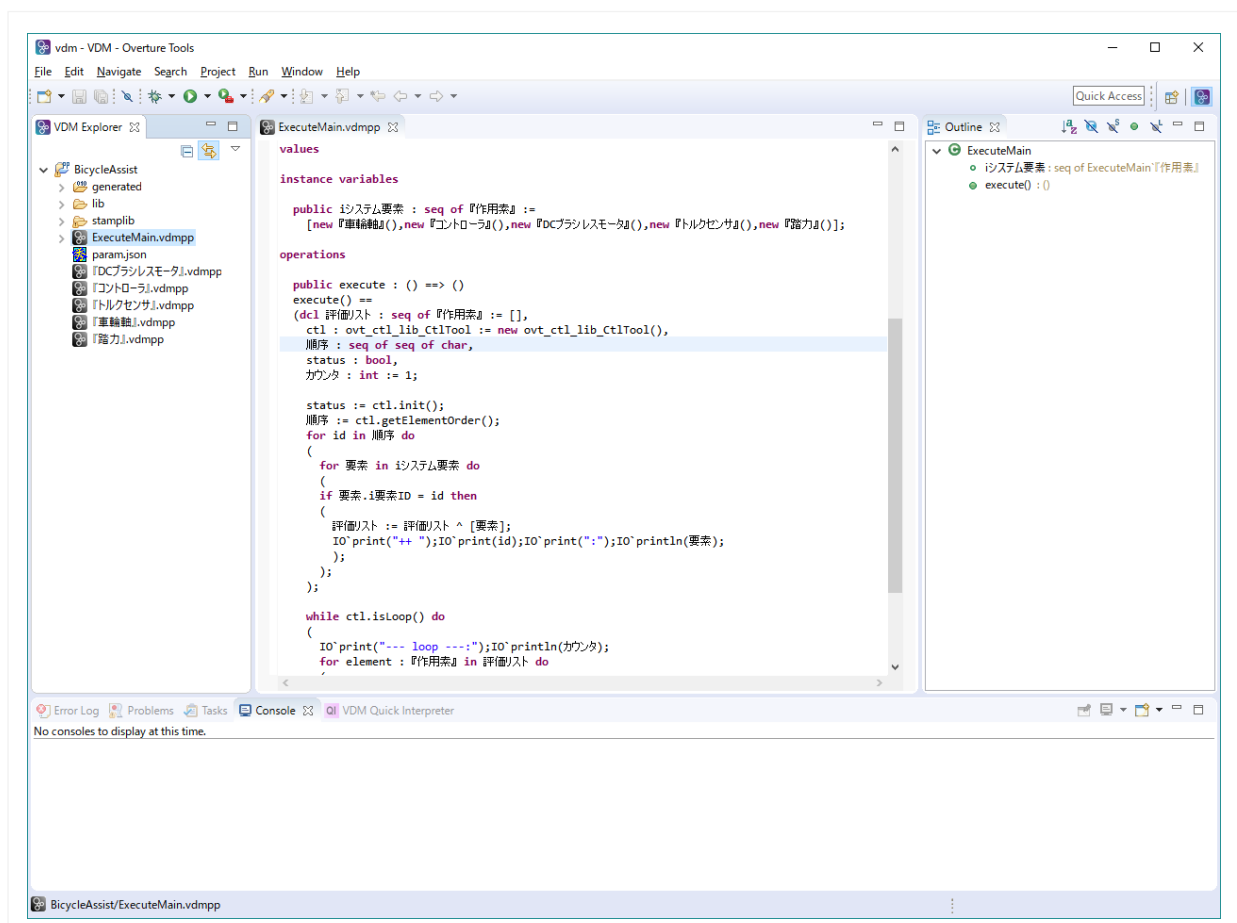 vdm - VDM - Overture Tools
File Edit Navigate Search Project Run Window Help
Quick Access
VDM Explorer
BicycleAssist
generated
lib
stamplib
ExecuteMain.vdmpp
param.json
『DCブラシレスモータ』.vdmpp
『コントローラ』.vdmpp
『トルクセンサ』.vdmpp
『車輪軸』.vdmpp
『踏力』.vdmpp
ExecuteMain.vdmpp
values
instance variables
public iシステム要素 : seq of 『作用素』 :=
[new 『車輪軸』(),new 『コントローラ』(),new 『DCブラシレスモータ』(),new 『トルクセンサ』(),new 『踏力』()];
operations
public execute : () ==> ()
execute() ==
(dcl 評価リスト : seq of 『作用素』 := [],
ctl : ovt_ctl_lib_CtlTool := new ovt_ctl_lib_CtlTool(),
順序 : seq of seq of char,
status : bool,
カウンタ : int := 1;
status := ctl.init();
順序 := ctl.getElementOrder();
for id in 順序 do
(
for 要素 in iシステム要素 do
(
if 要素.i要素ID = id then
(
評価リスト := 評価リスト ^ [要素];
IO`print("++ ");IO`print(id);IO`print(":");IO`println(要素);
);
);
);
while ctl.isLoop() do
(
IO`print("--- loop ---:");IO`println(カウンタ);
for element : 『作用素』 in 評価リスト do
Outline
ExecuteMain
iシステム要素 : seq of ExecuteMain`『作用素』
execute() : ()
Error Log Problems Tasks Console VDM Quick Interpreter
No consoles to display at this time.
BicycleAssist/ExecuteMain.vdmpp